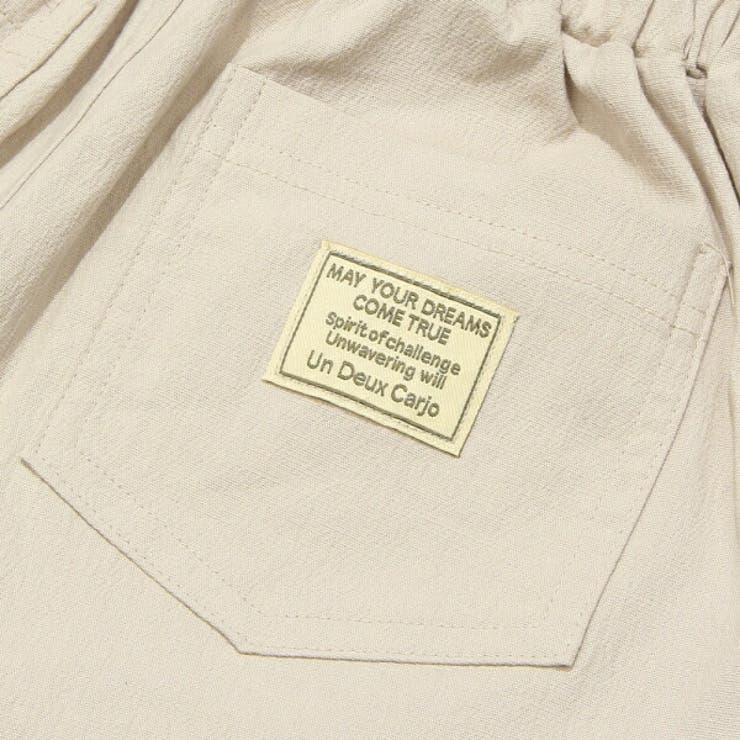 MAY YOUR DREAMS
COME TRUE
Spirit of challenge
Unwavering will
Un Deux Carjo